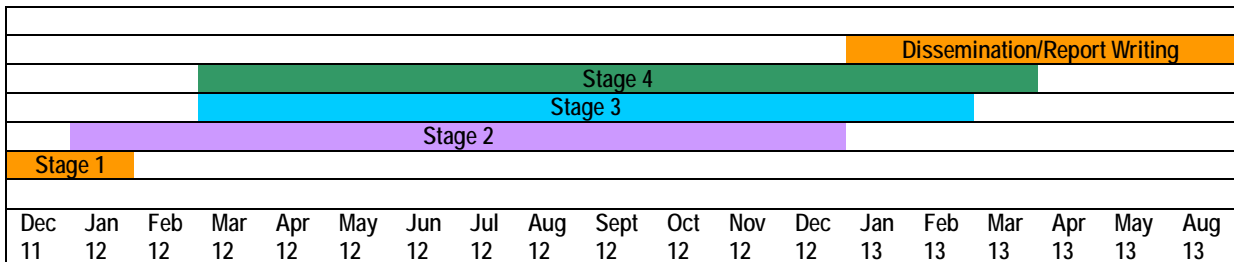 Dissemination/Report Writing
Stage 4
Stage 3
Stage 2
Stage 1
Dec Jan Feb Mar Apr May Jun Jul Aug Sept Oct Nov Dec Jan Feb Mar Apr May Aug
11 12 12 12 12 12 12 12 12 12 12 12 12 13 13 13 13 13 13